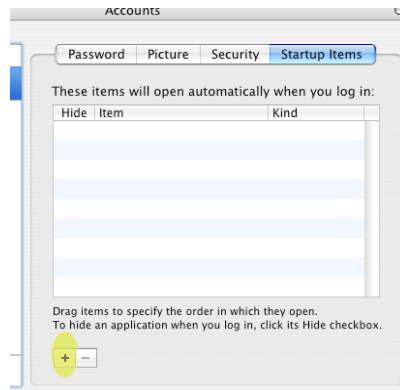 Accounts
Password Picture Security Startup Items
These items will open automatically when you log in:
Hide Item Kind
Drag items to specify the order in which they open.
To hide an application when you log in, click its Hide checkbox.
+ −